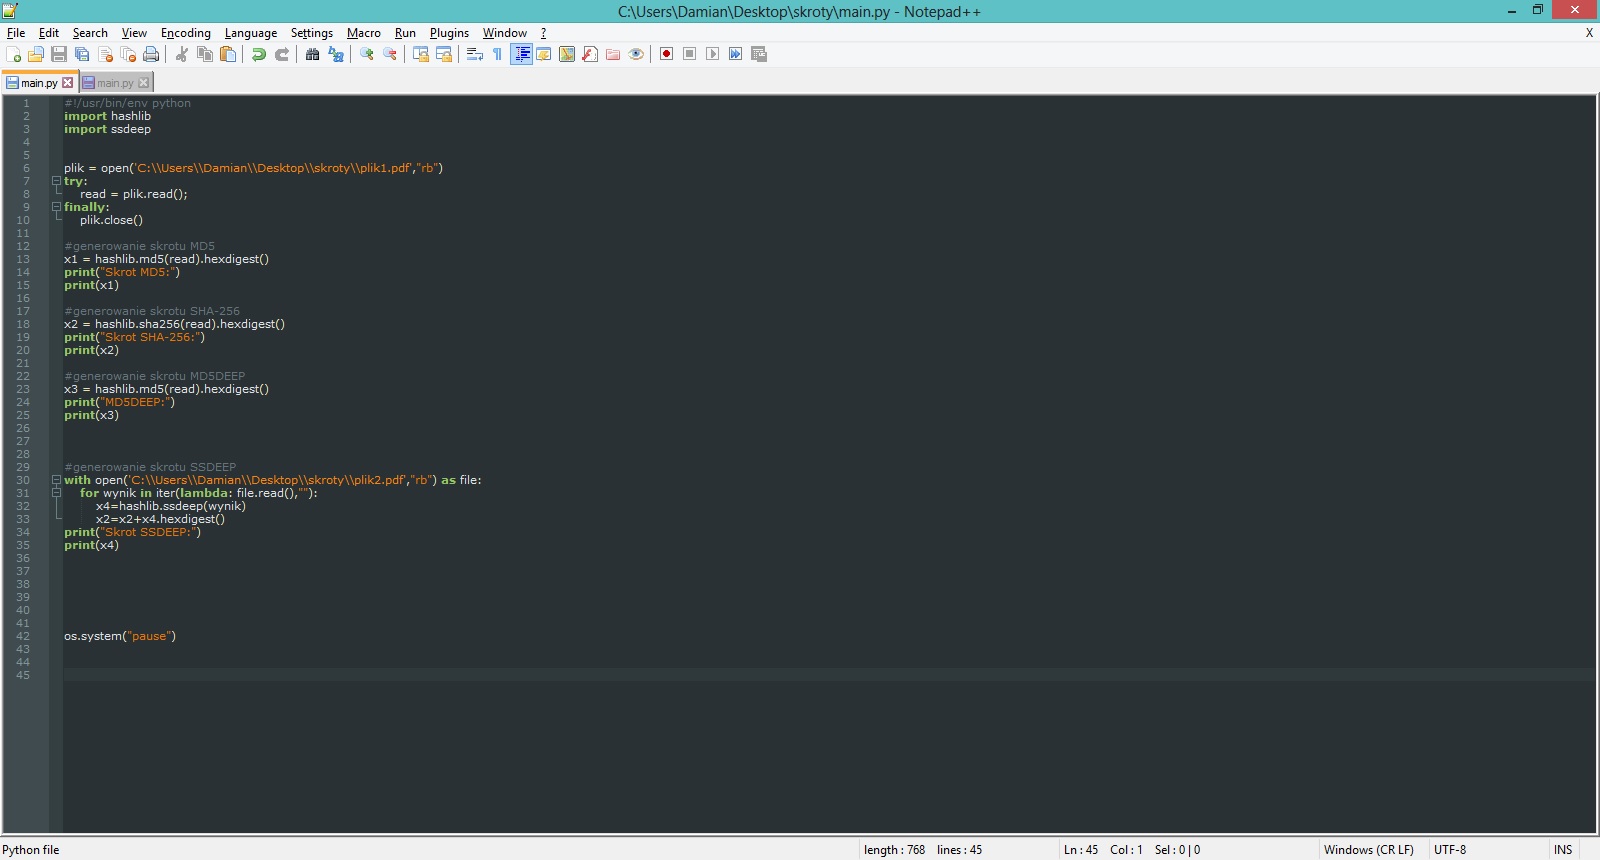 C:\Users\Damian\Desktop\skroty\main.py - Notepad++
File Edit Search View Encoding Language Settings Macro Run Plugins Window ? X
main.py main.py
1 #!/usr/bin/env python
2 import hashlib
3 import ssdeep
4
5
6 plik = open('C:\\Users\\Damian\\Desktop\\skroty\\plik1.pdf',"rb")
7 try:
8     read = plik.read();
9 finally:
10     plik.close()
11
12 #generowanie skrotu MD5
13 x1 = hashlib.md5(read).hexdigest()
14 print("Skrot MD5:")
15 print(x1)
16
17 #generowanie skrotu SHA-256
18 x2 = hashlib.sha256(read).hexdigest()
19 print("Skrot SHA-256:")
20 print(x2)
21
22 #generowanie skrotu MD5DEEP
23 x3 = hashlib.md5(read).hexdigest()
24 print("MD5DEEP:")
25 print(x3)
26
27
28
29 #generowanie skrotu SSDEEP
30 with open('C:\\Users\\Damian\\Desktop\\skroty\\plik2.pdf',"rb") as file:
31     for wynik in iter(lambda: file.read(),""):
32         x4=hashlib.ssdeep(wynik)
33         x2=x2+x4.hexdigest()
34 print("Skrot SSDEEP:")
35 print(x4)
36
37
38
39
40
41
42 os.system("pause")
43
44
45
Python file length : 768 lines : 45 Ln : 45 Col : 1 Sel : 0 | 0 Windows (CR LF) UTF-8 INS